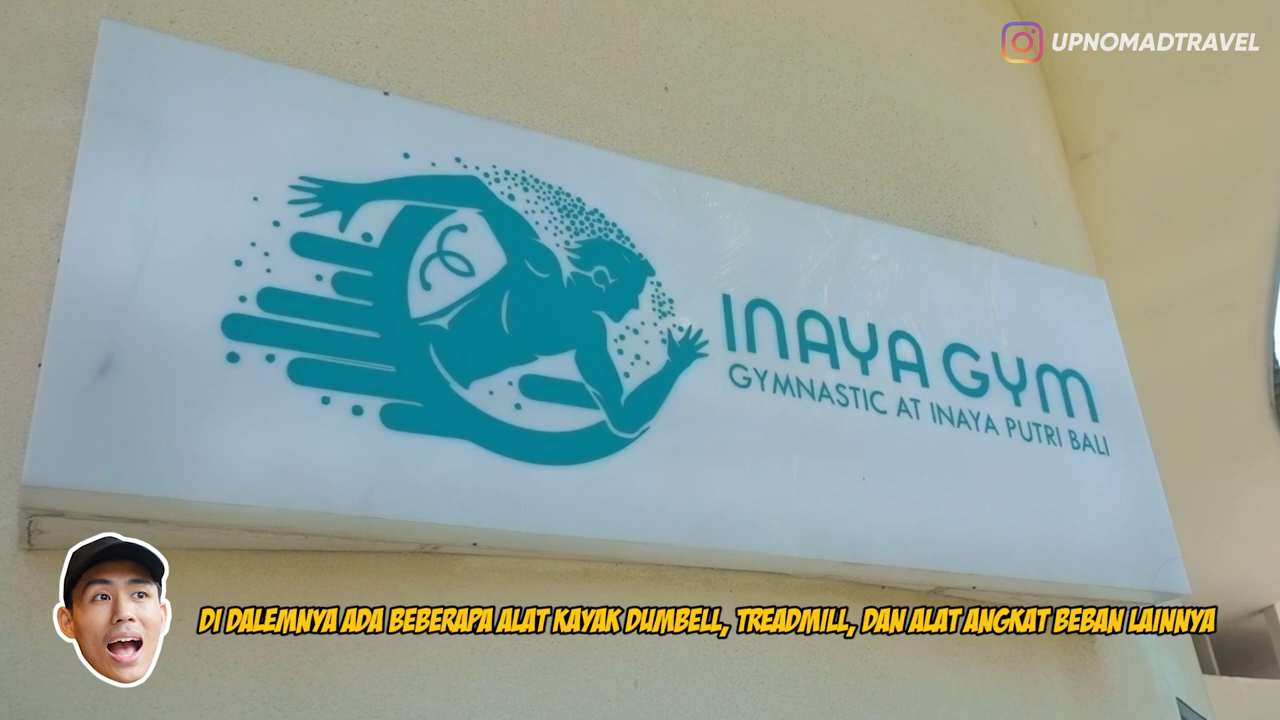 UPNOMADTRAVEL
INAYA GYM
GYMNASTIC AT INAYA PUTRI BALI
DI DALEMNYA ADA BEBERAPA ALAT KAYAK DUMBELL, TREADMILL, DAN ALAT ANGKAT BEBAN LAINNYA